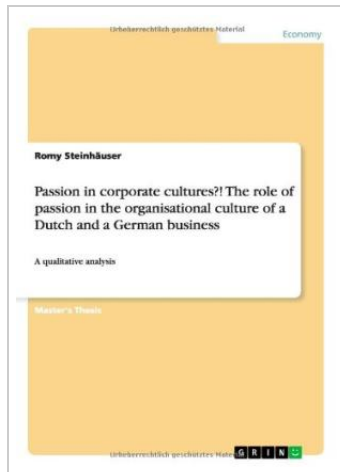 Urheberrechtlich geschütztes Material
Economy
Romy Steinhäuser
Passion in corporate cultures?! The role of
passion in the organisational culture of a
Dutch and a German business
A qualitative analysis
Master's Thesis
Urheberrechtlich geschütztes Material
GRIN